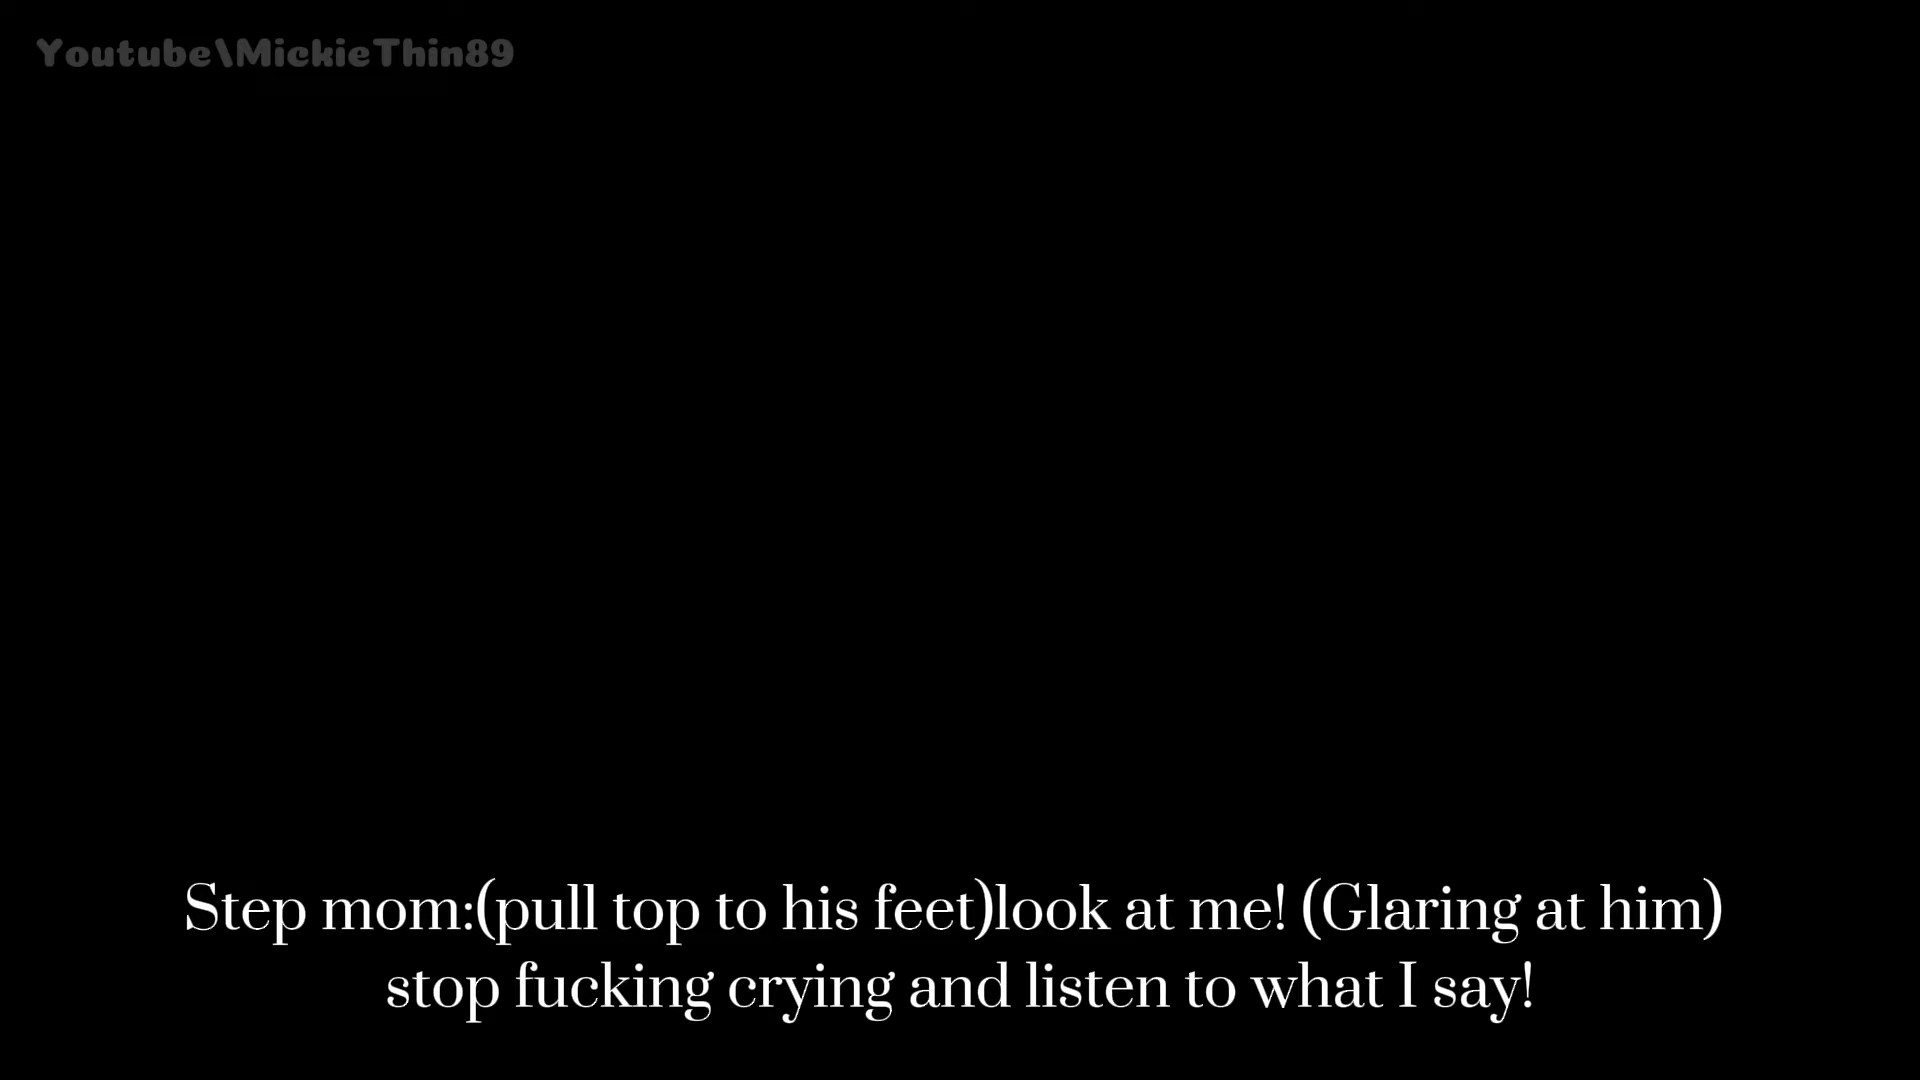 Youtube\MickieThin89
Step mom:(pull top to his feet)look at me! (Glaring at him)
stop fucking crying and listen to what I say!